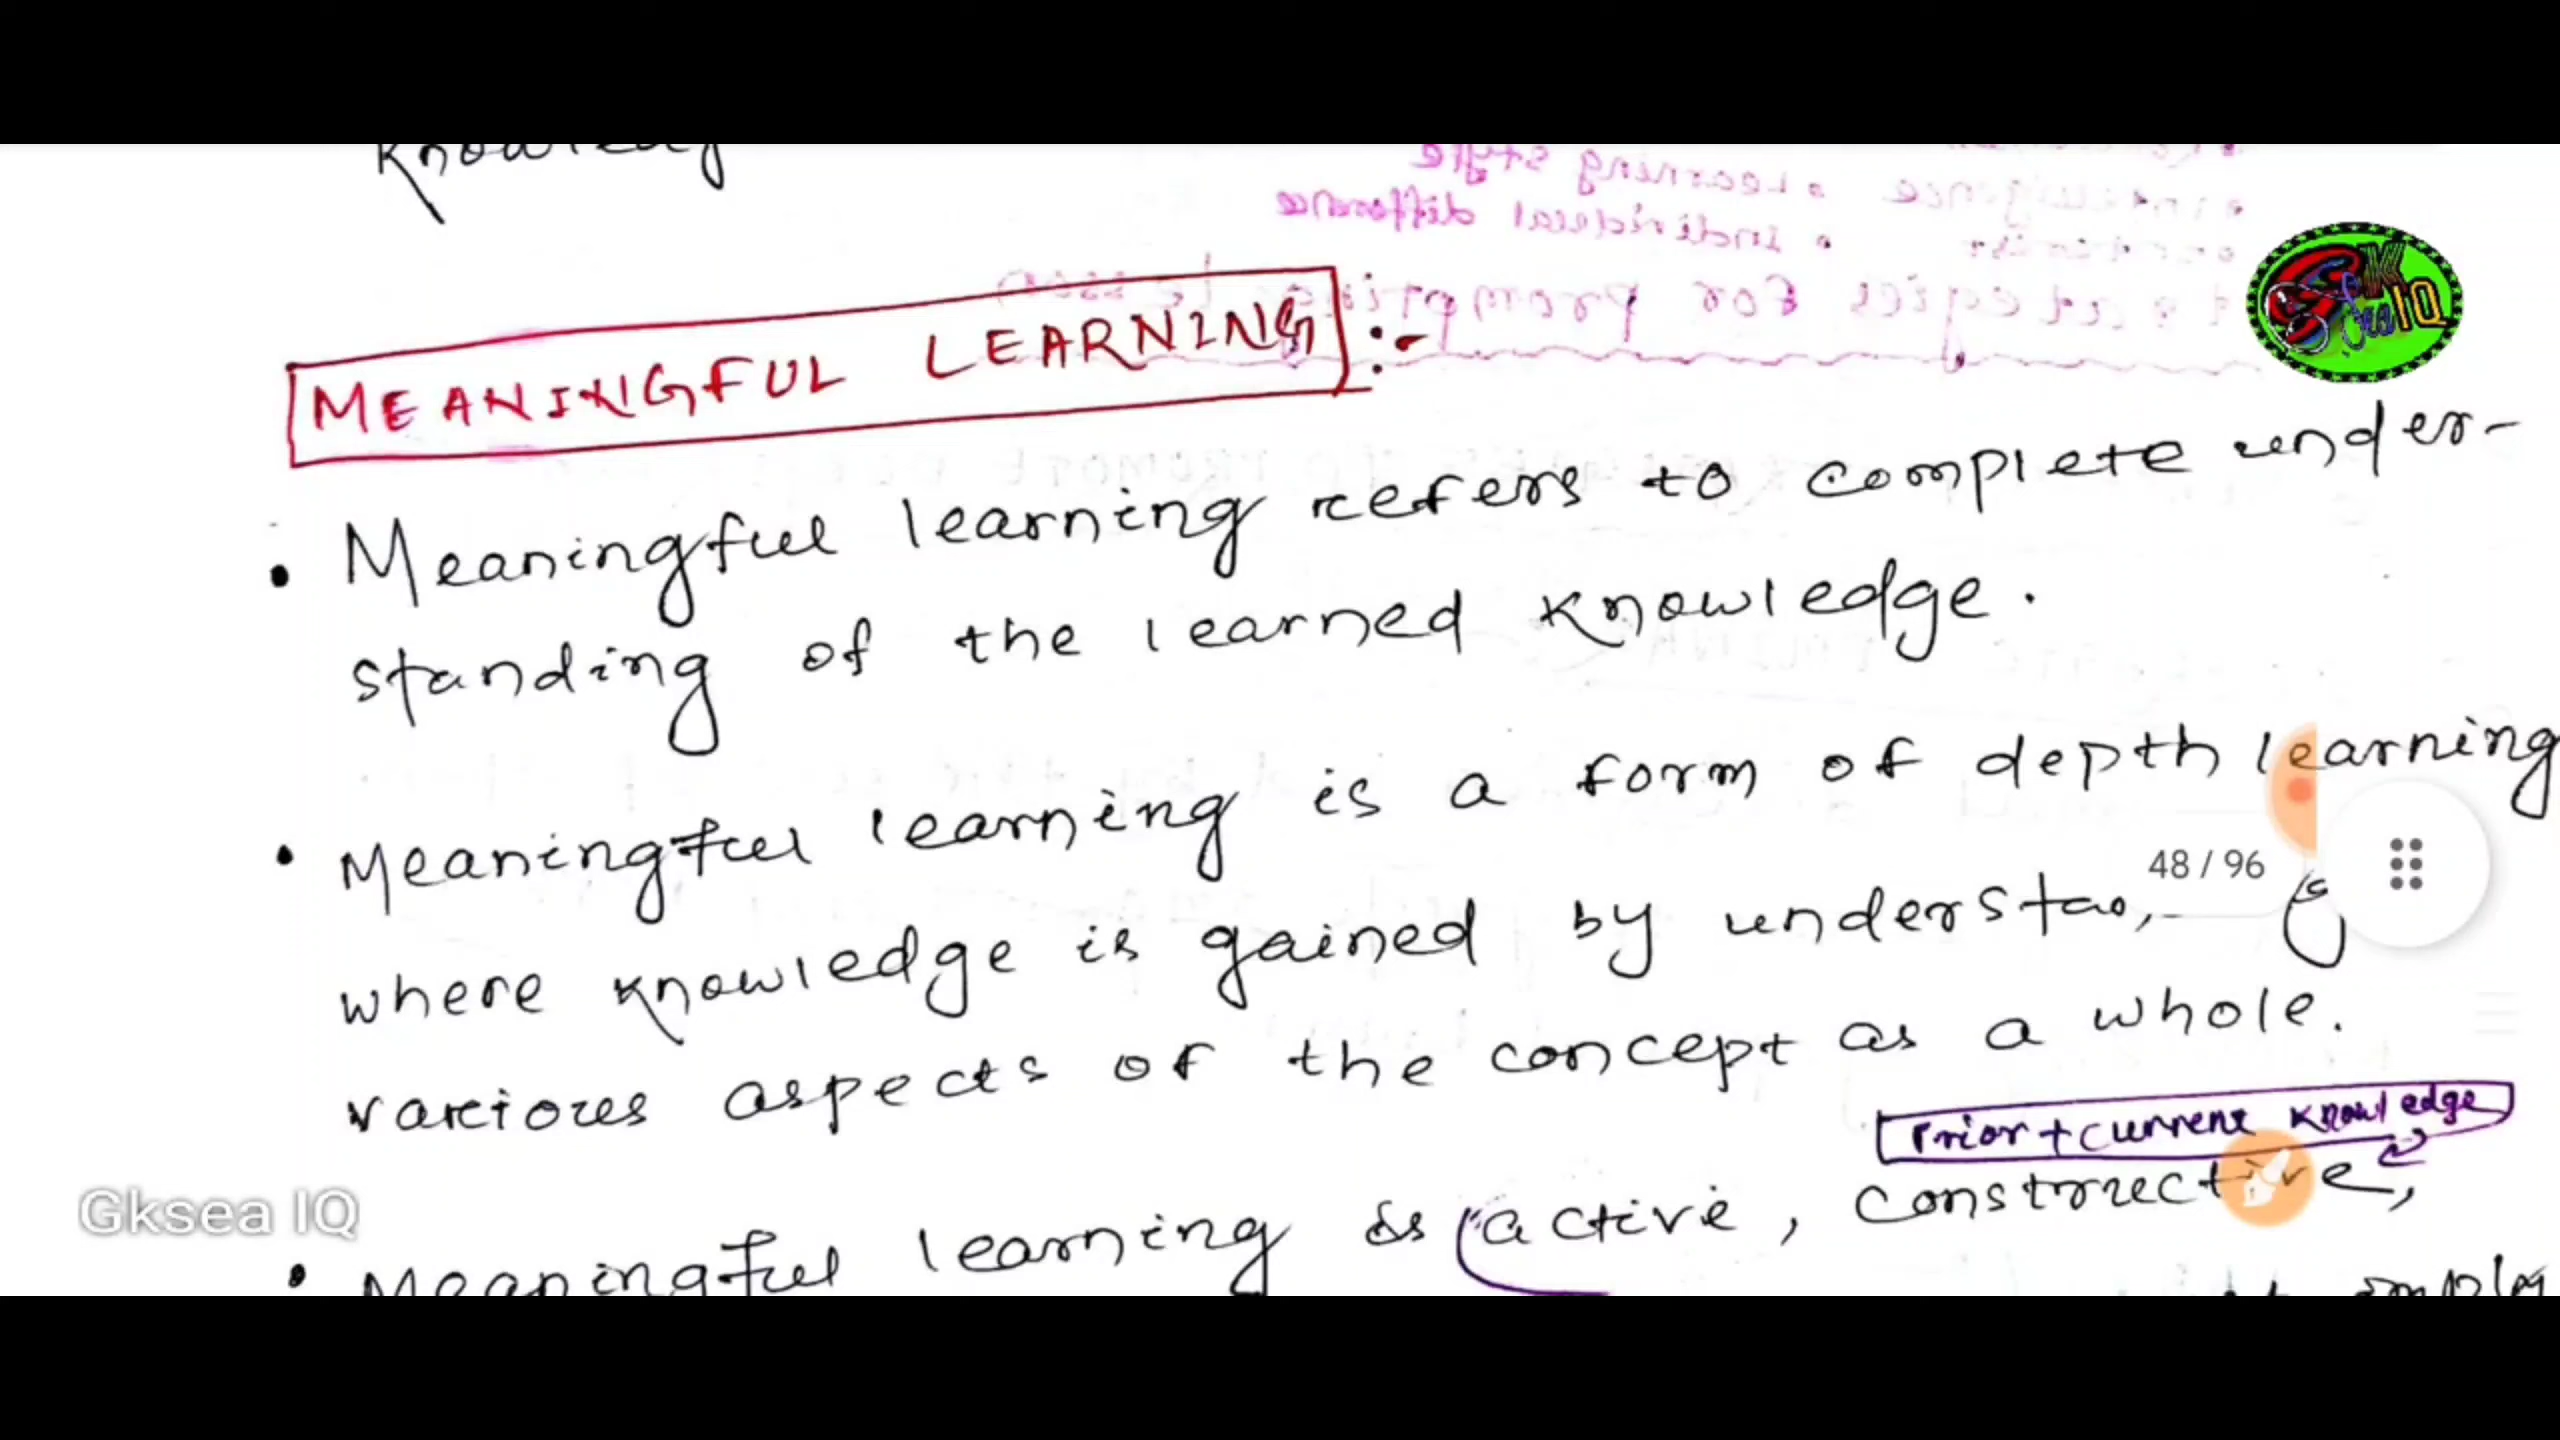 MEANINGFUL LEARNING :-
• Meaningful learning refers to complete under-
standing of the learned knowledge.
• Meaningful learning is a form of depth learning
48 / 96
where knowledge is gained by
various aspects of the concept as a whole.
Prior + current knowledge
• Meaningful learning is active, constructive,
Gksea IQ